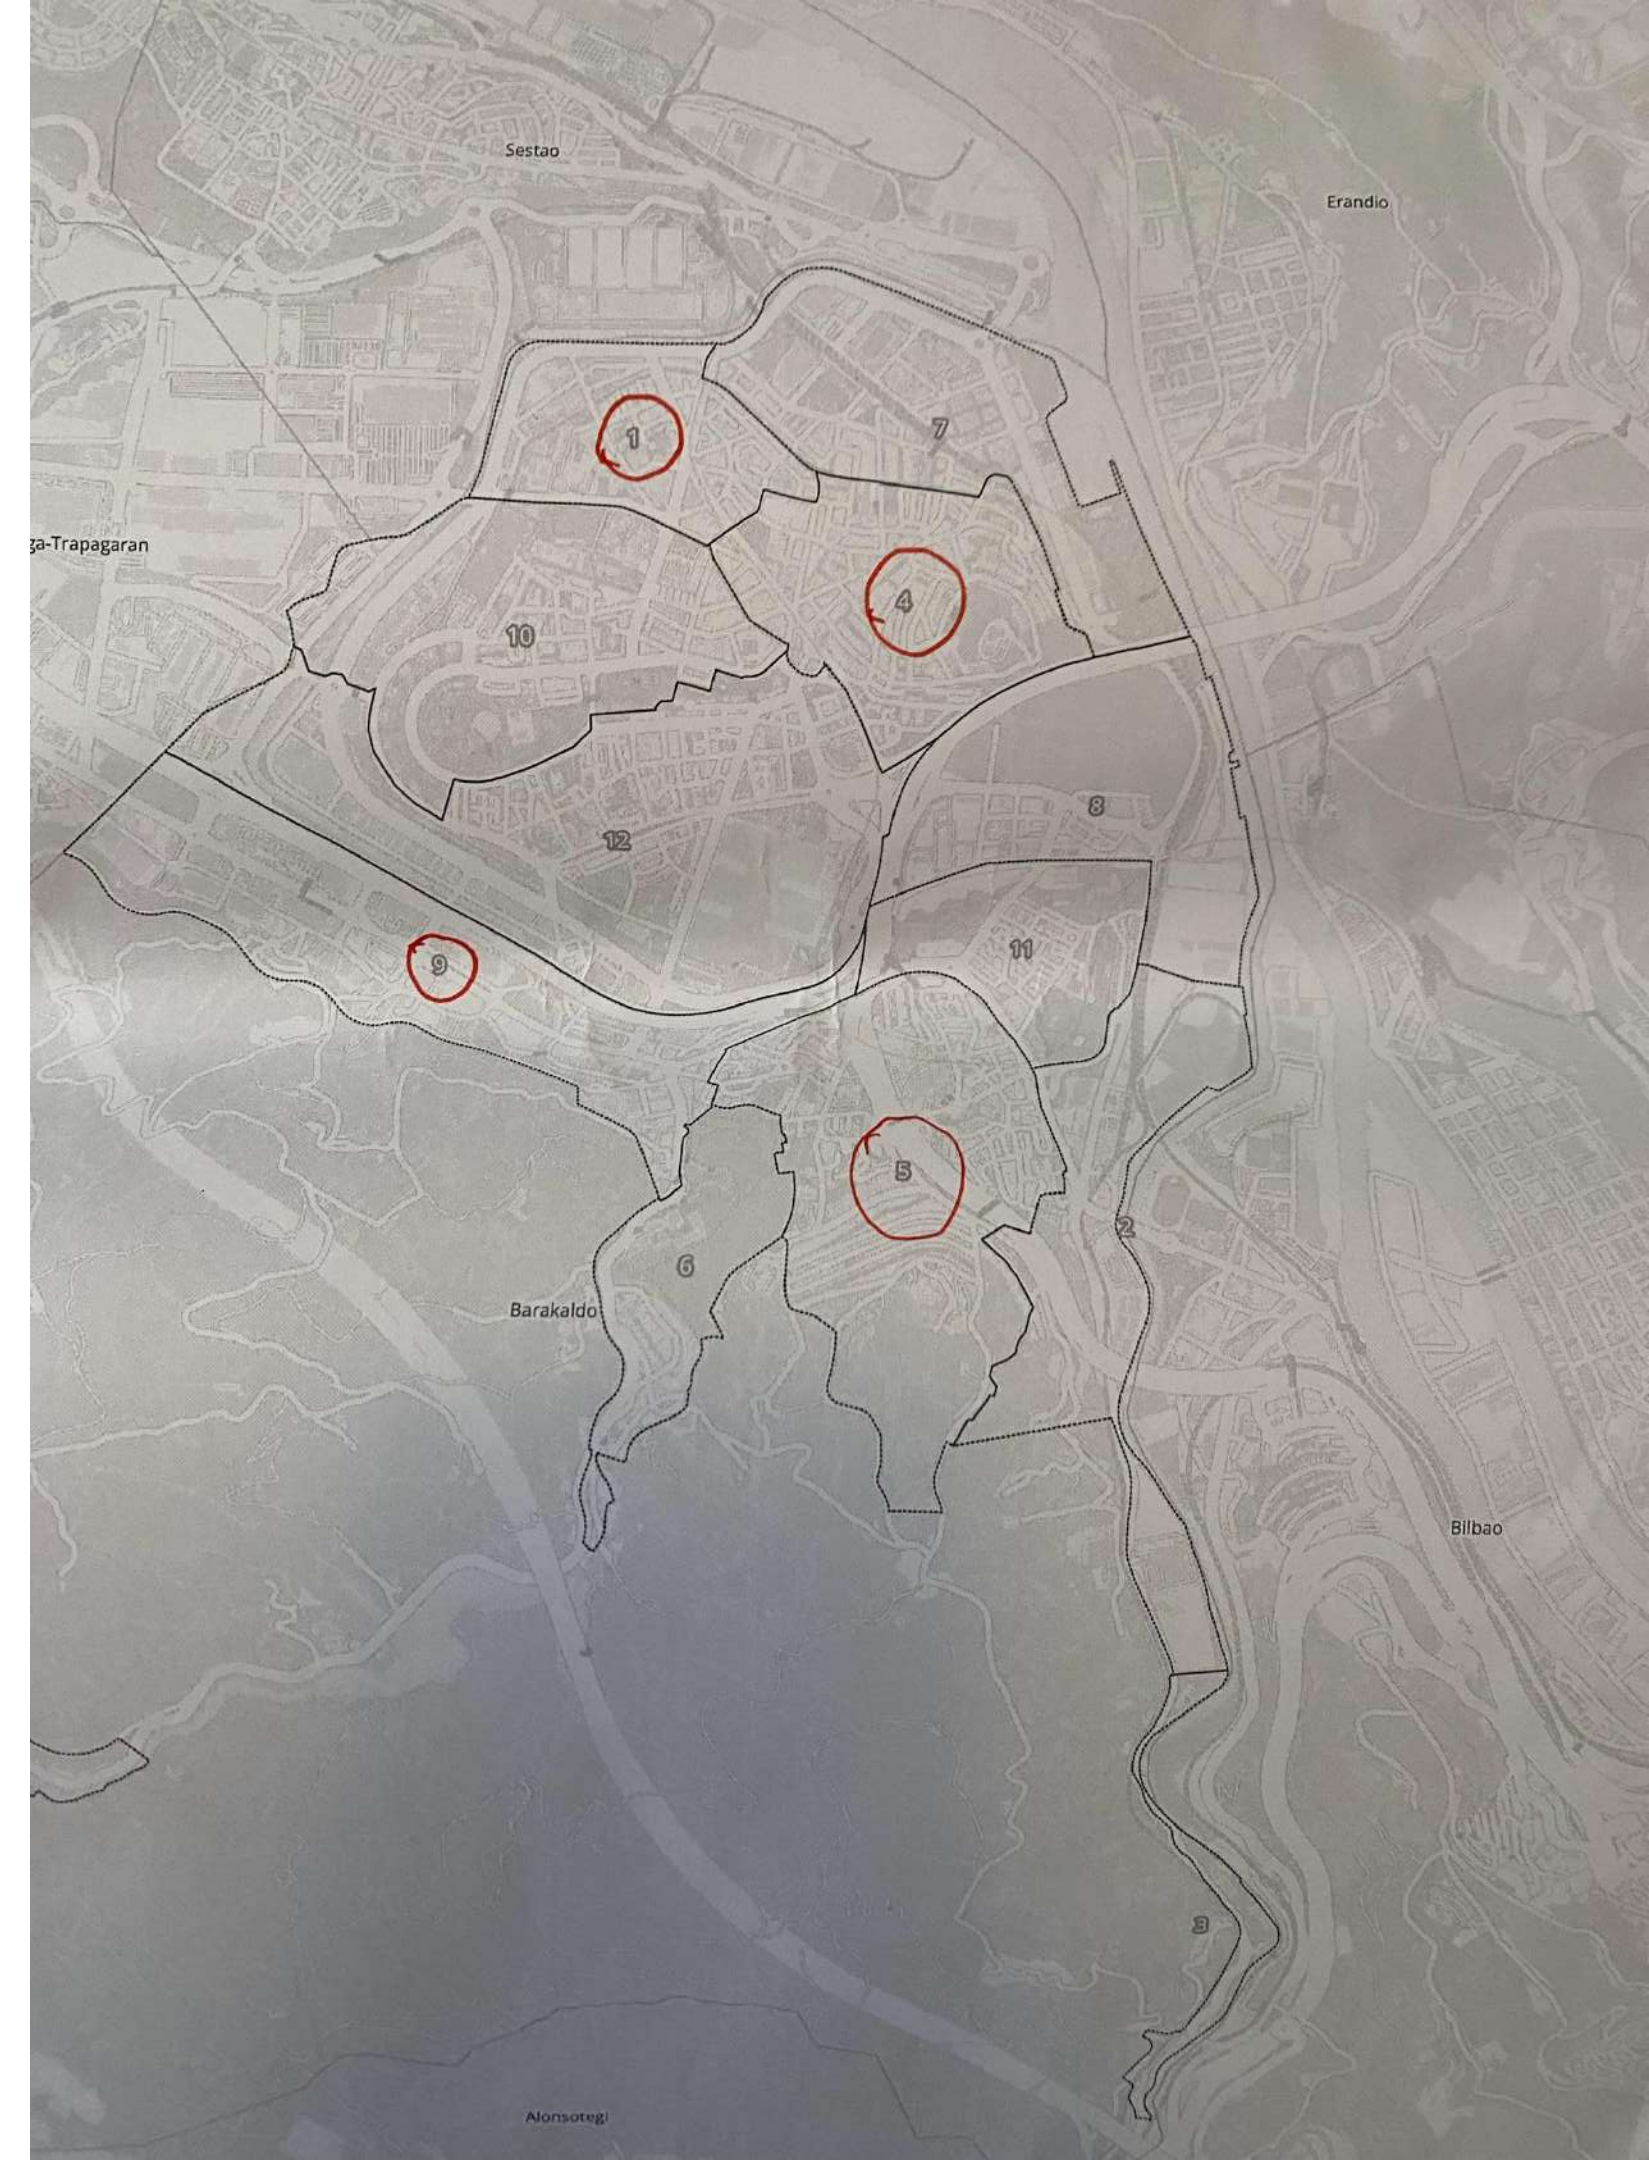 Sestao
Erandio
1
7
ga-Trapagaran
4
10
8
12
11
9
5
2
6
Barakaldo
Bilbao
3
Alonsotegi